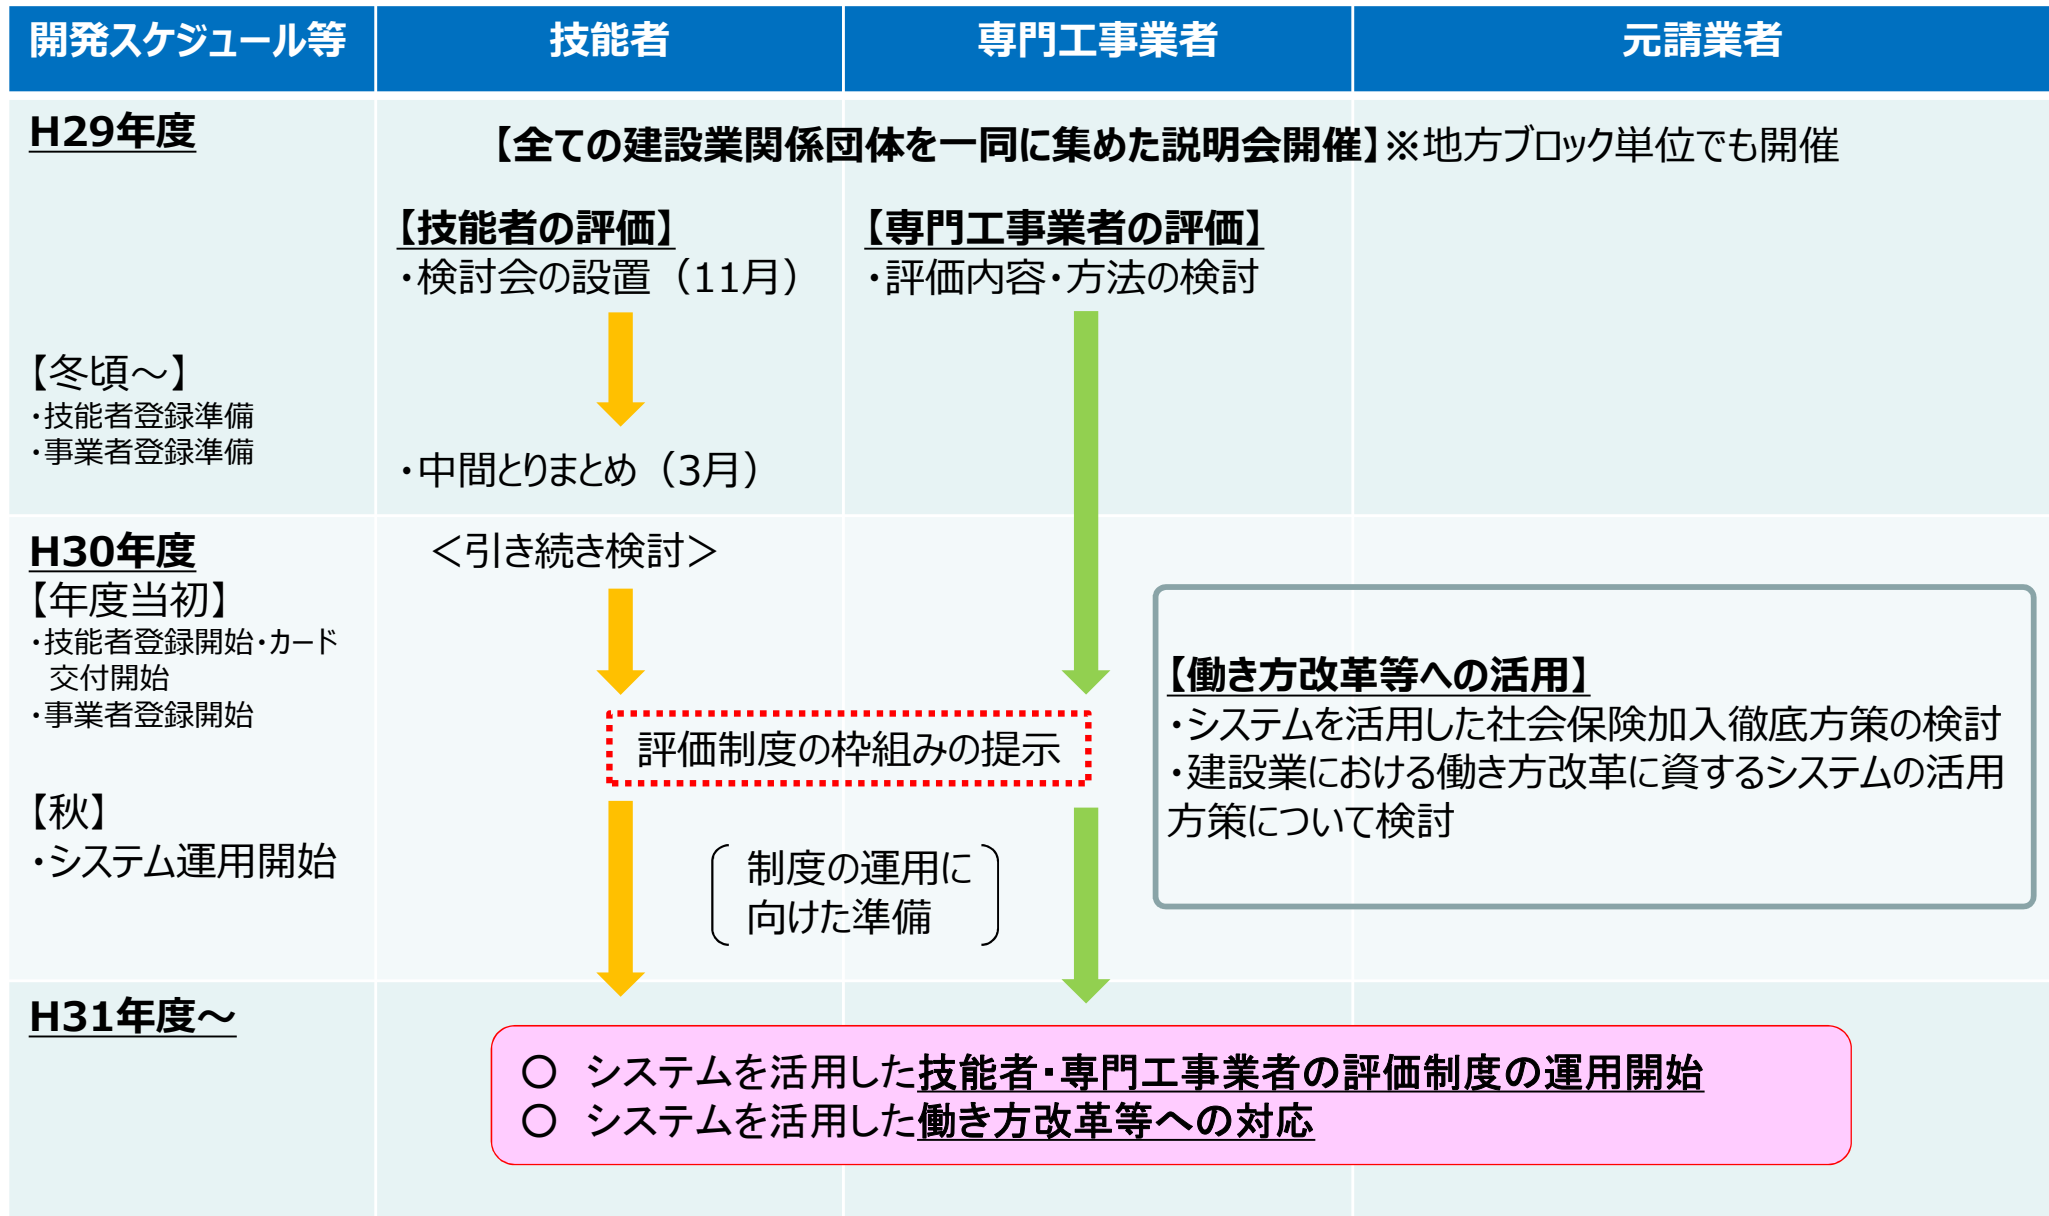 開発スケジュール等
技能者
専門工事業者
元請業者
H29年度
【全ての建設業関係団体を一同に集めた説明会開催】※地方ブロック単位でも開催
【技能者の評価】
・検討会の設置（11月）
【専門工事業者の評価】
・評価内容・方法の検討
【冬頃～】
・技能者登録準備
・事業者登録準備
・中間とりまとめ（3月）
H30年度
【年度当初】
・技能者登録開始・カード
交付開始
・事業者登録開始
【秋】
・システム運用開始
＜引き続き検討＞
評価制度の枠組みの提示
制度の運用に
向けた準備
【働き方改革等への活用】
・システムを活用した社会保険加入徹底方策の検討
・建設業における働き方改革に資するシステムの活用
方策について検討
H31年度～
○ システムを活用した技能者・専門工事業者の評価制度の運用開始
○ システムを活用した働き方改革等への対応